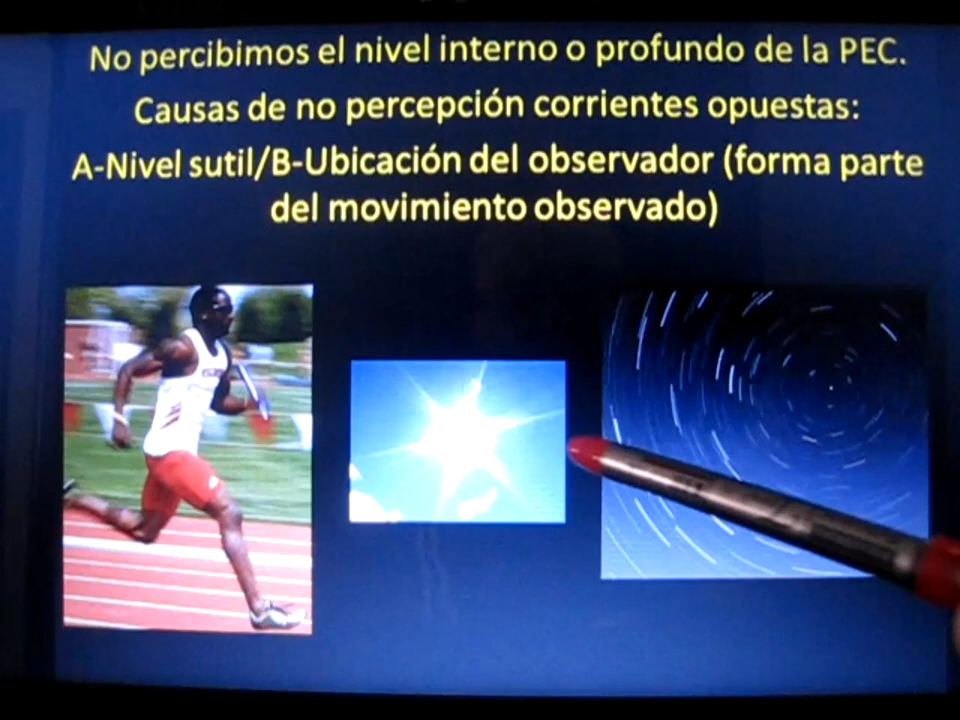 No percibimos el nivel interno o profundo de la PEC.
Causas de no percepción corrientes opuestas:
A-Nivel sutil/B-Ubicación del observador (forma parte
del movimiento observado)